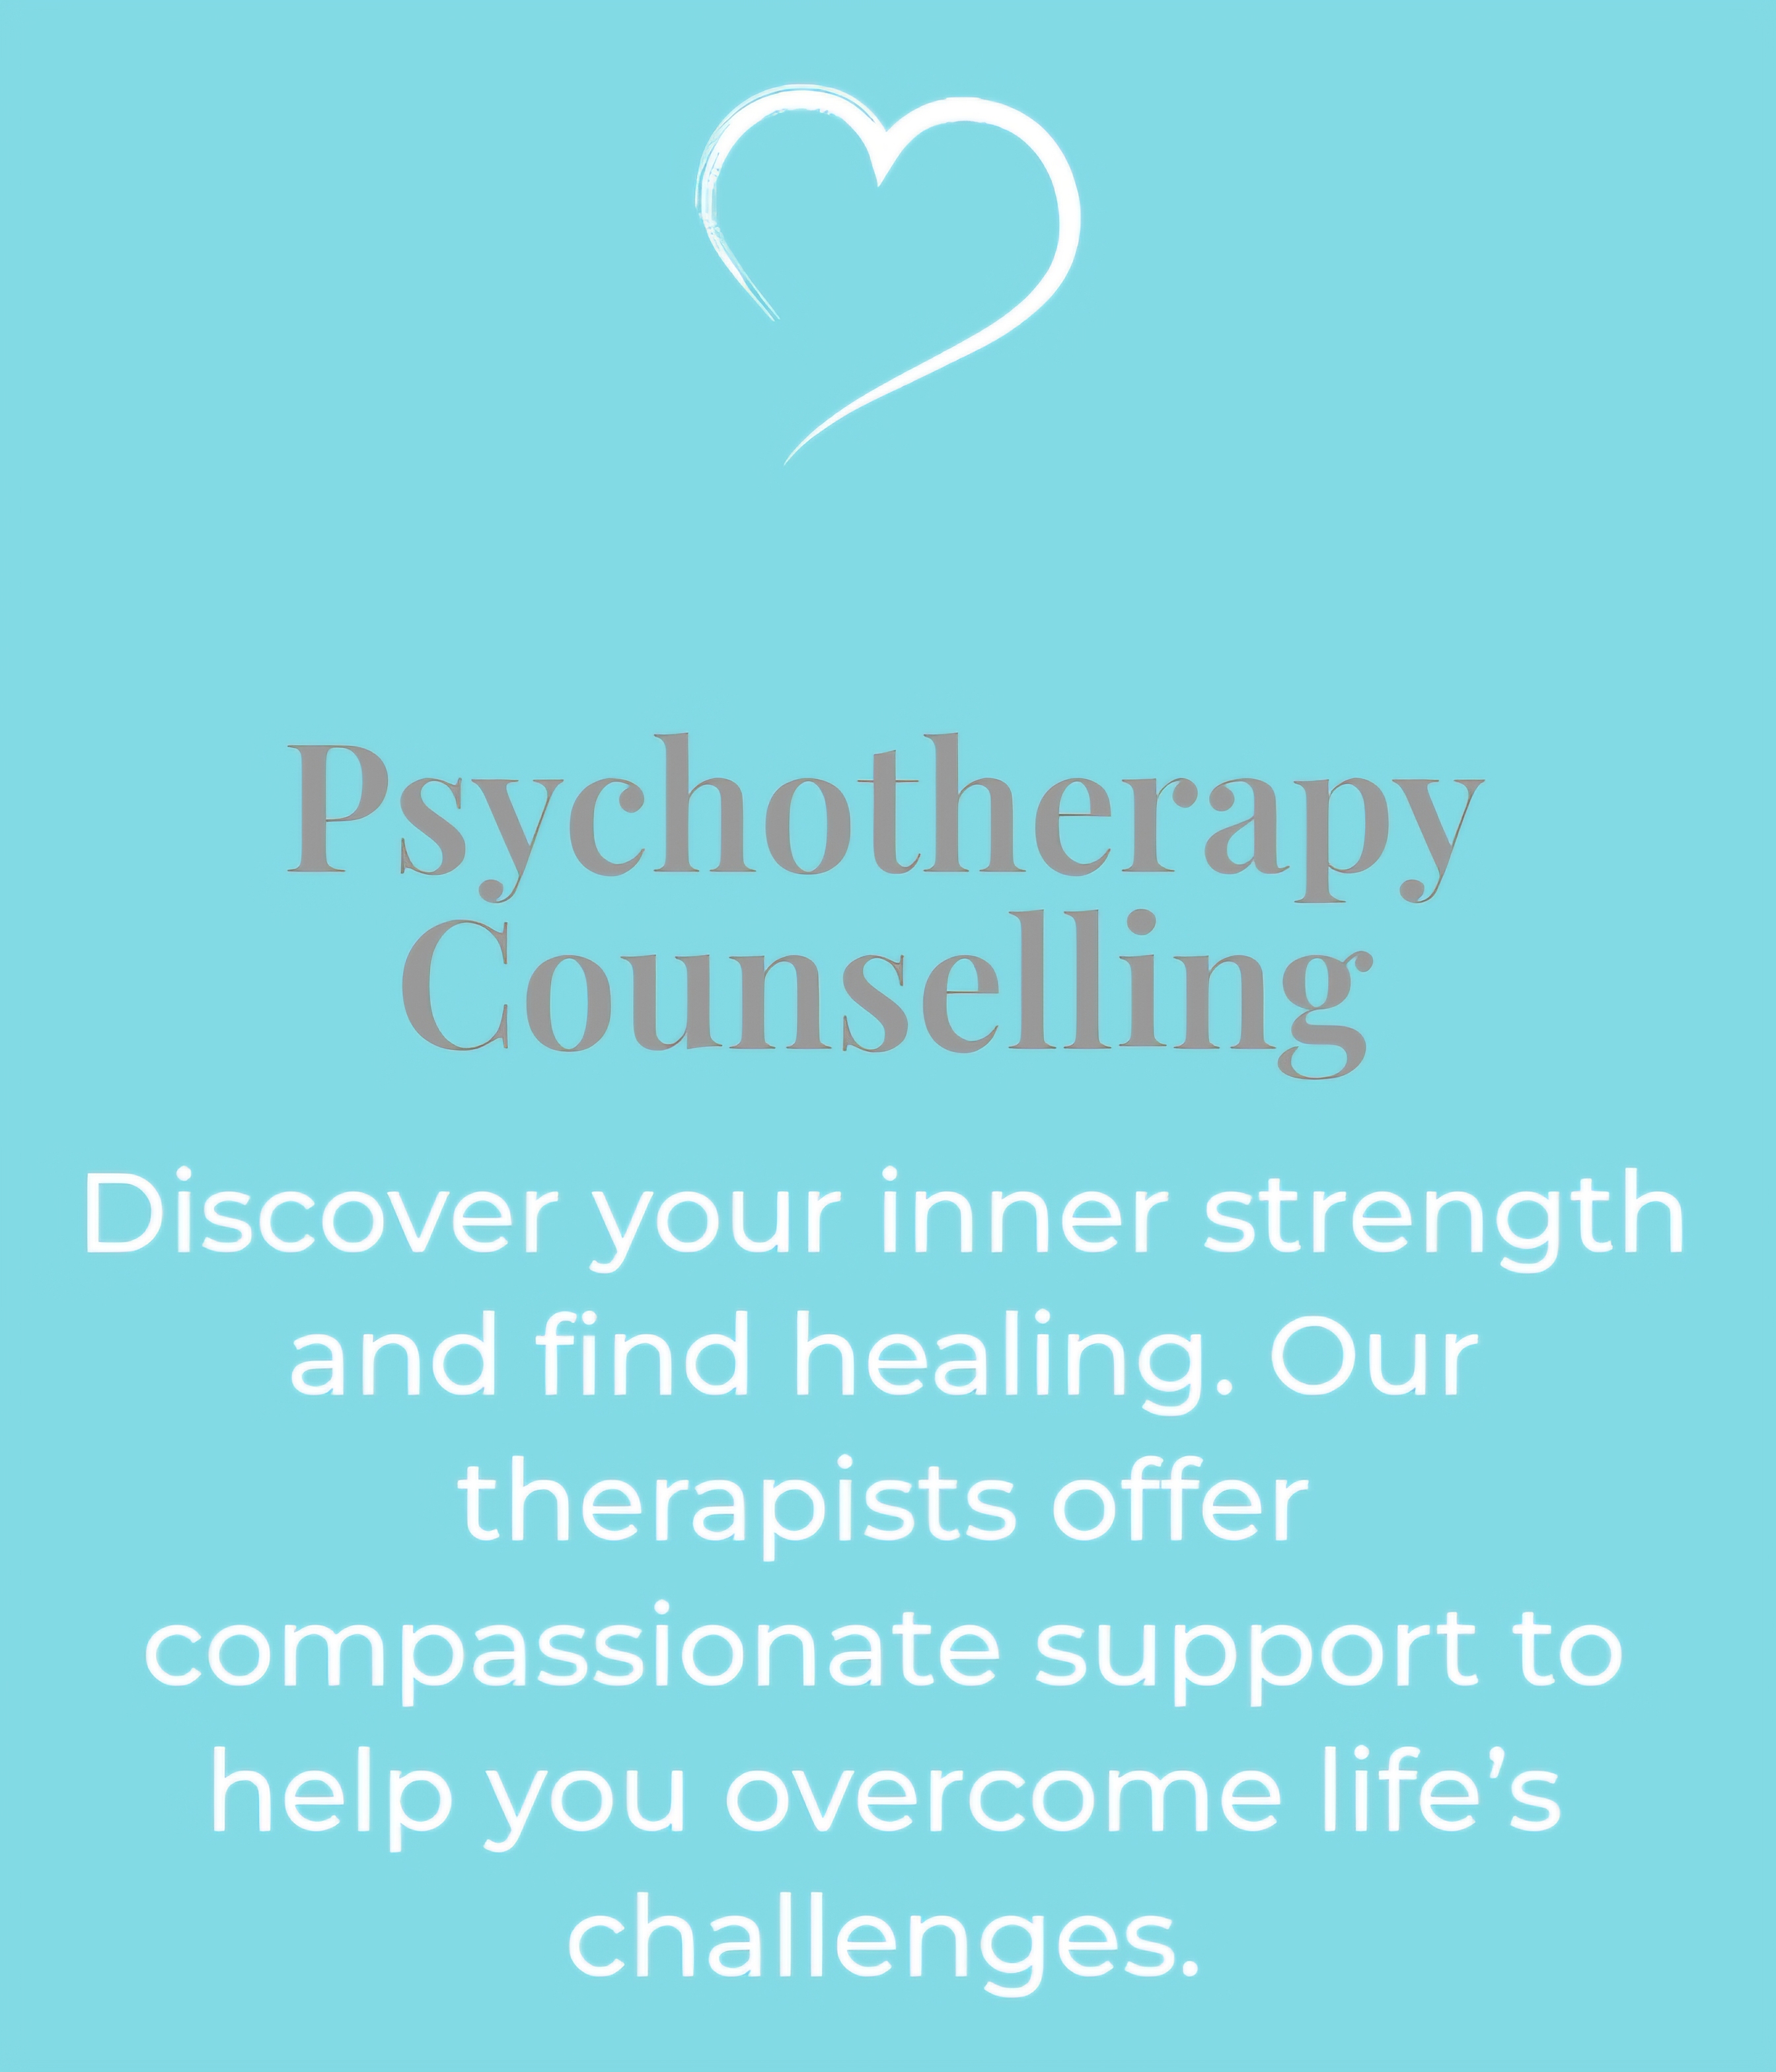 Psychotherapy
Counselling
Discover your inner strength
and find healing. Our
therapists offer
compassionate support to
help you overcome life’s
challenges.